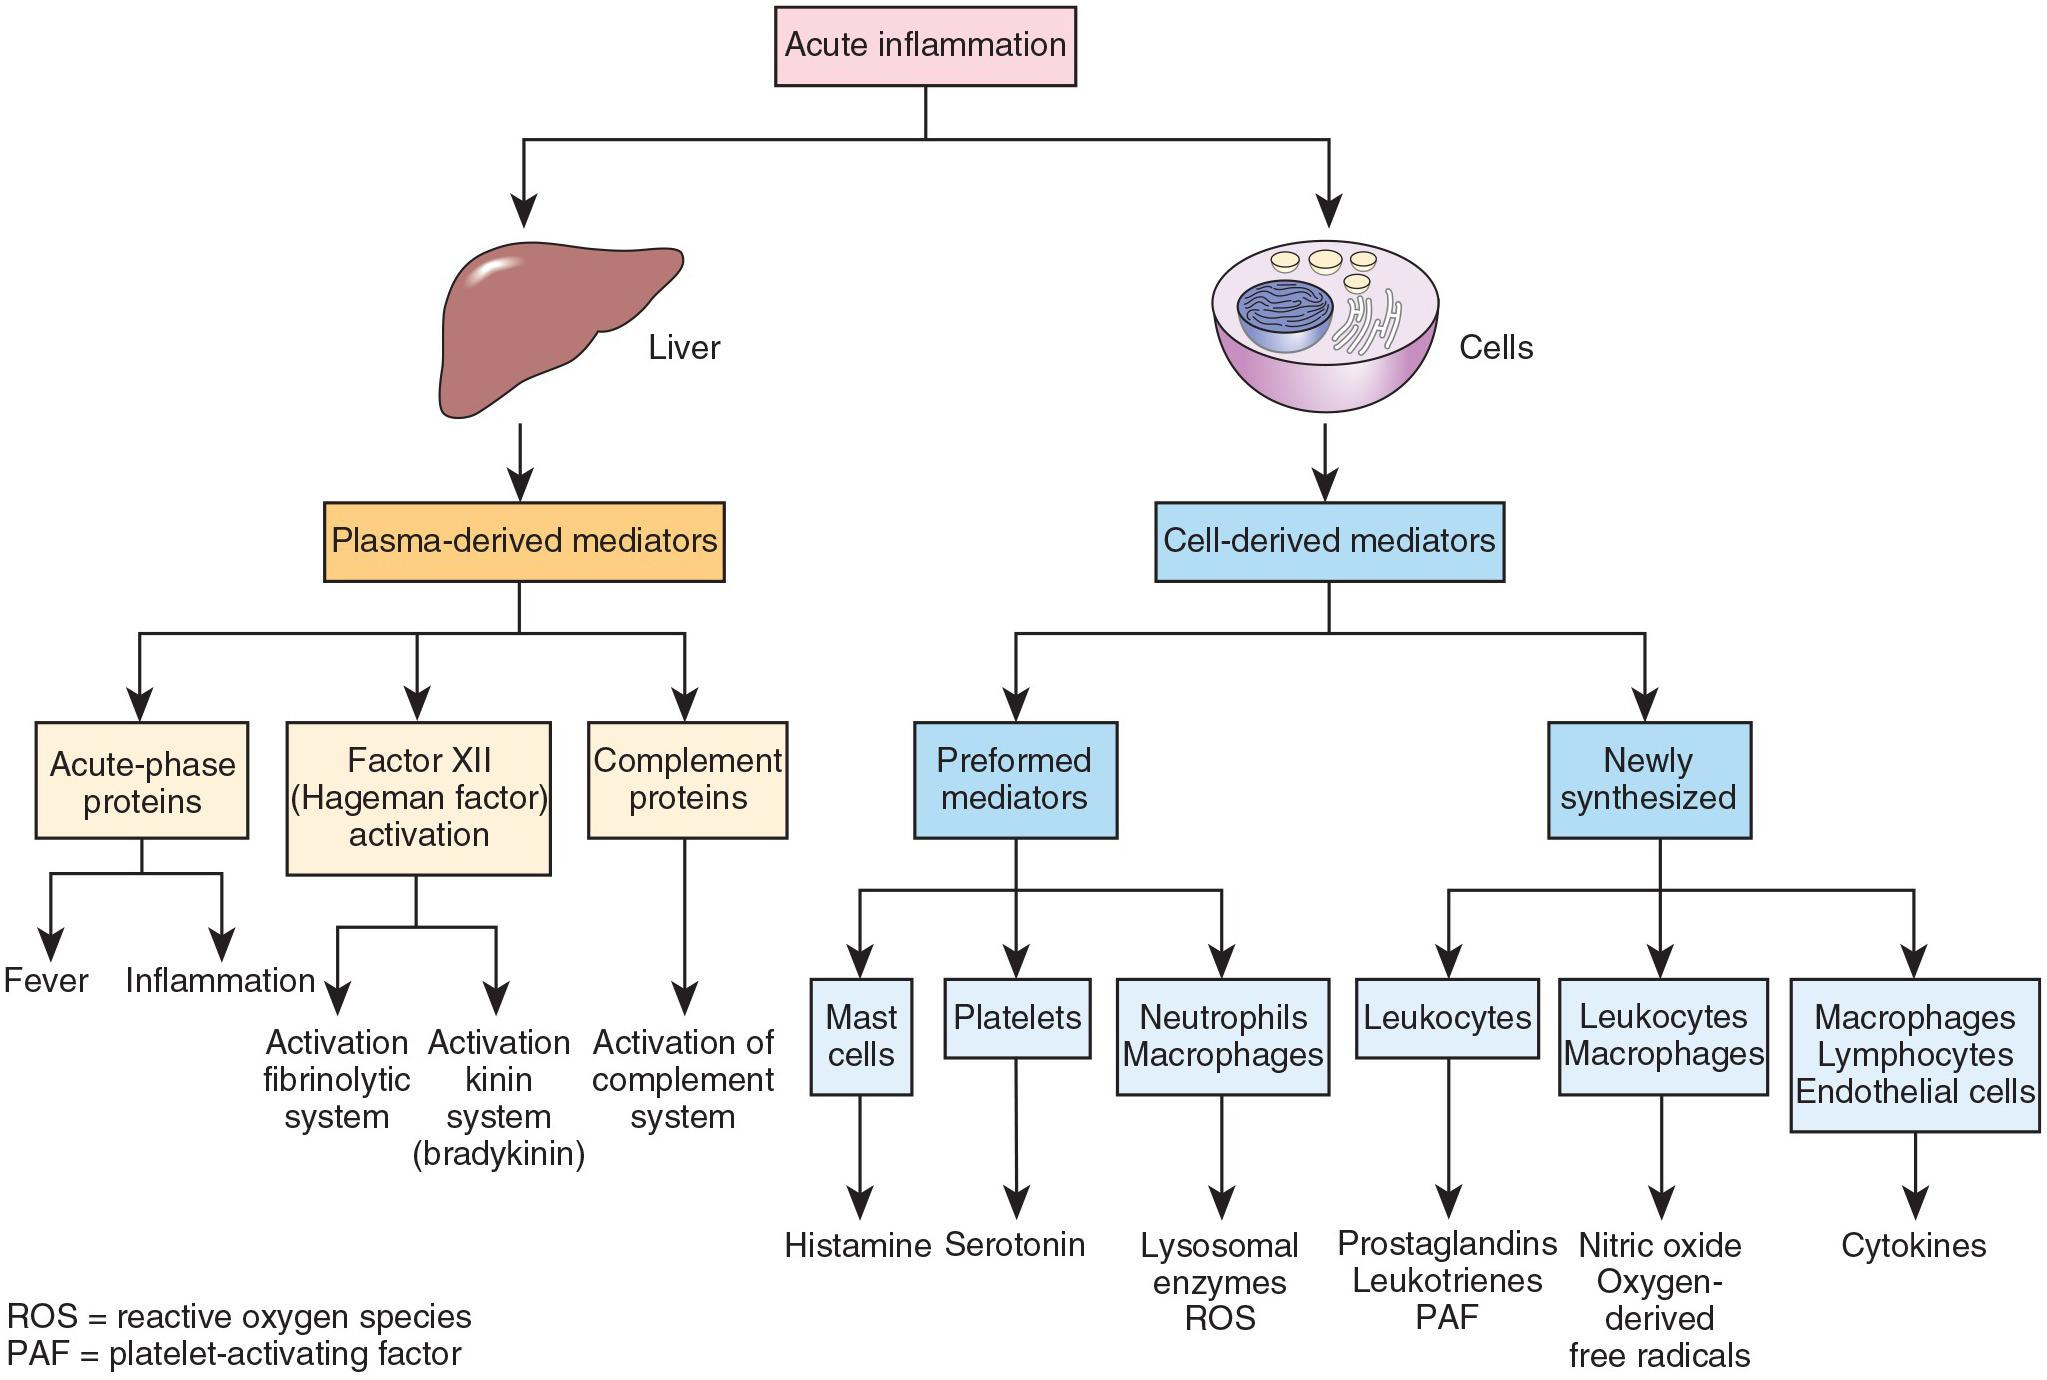 Acute inflammation
Liver
Cells
Plasma-derived mediators
Cell-derived mediators
Acute-phase
proteins
Factor XII
(Hageman factor)
activation
Complement
proteins
Preformed
mediators
Newly
synthesized
Fever
Inflammation
Activation
fibrinolytic
system
Activation
kinin
system
(bradykinin)
Activation of
complement
system
Mast
cells
Platelets
Neutrophils
Macrophages
Leukocytes
Leukocytes
Macrophages
Macrophages
Lymphocytes
Endothelial cells
Histamine
Serotonin
Lysosomal
enzymes
ROS
Prostaglandins
Leukotrienes
PAF
Nitric oxide
Oxygen-
derived
free radicals
Cytokines
ROS = reactive oxygen species
PAF = platelet-activating factor